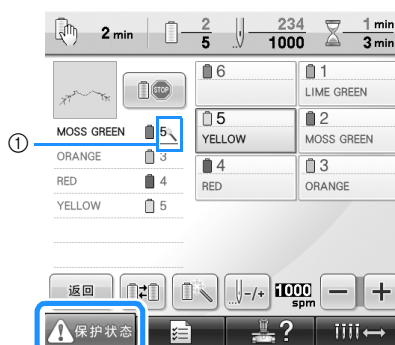 2 min 2/5 234/1000 1 min
3 min
6 1
LIME GREEN
STOP
MOSS GREEN 5
5 2
YELLOW MOSS GREEN
①
ORANGE 3
RED 4
4 3
RED ORANGE
YELLOW 5
返回 -/+ 1000 spm − +
保护状态 ?